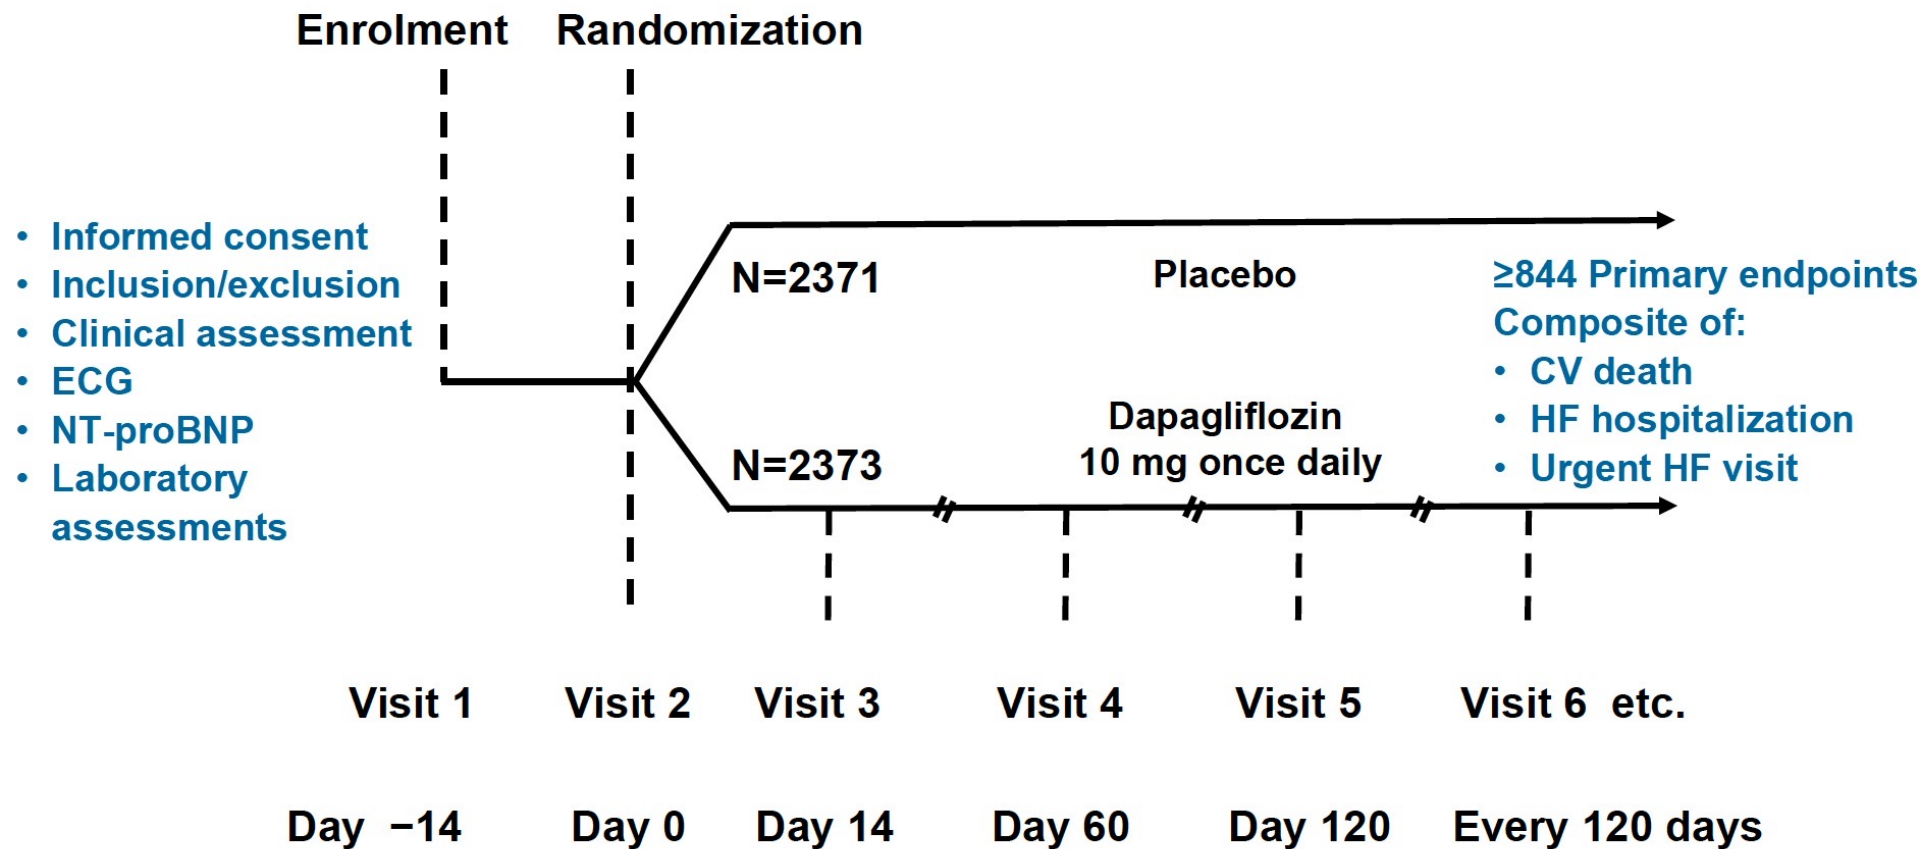 Enrolment Randomization
• Informed consent
• Inclusion/exclusion
• Clinical assessment
• ECG
• NT-proBNP
• Laboratory
assessments
N=2371
Placebo
N=2373
Dapagliflozin
10 mg once daily
≥844 Primary endpoints
Composite of:
• CV death
• HF hospitalization
• Urgent HF visit
Visit 1 Visit 2 Visit 3 Visit 4 Visit 5 Visit 6 etc.
Day −14 Day 0 Day 14 Day 60 Day 120 Every 120 days